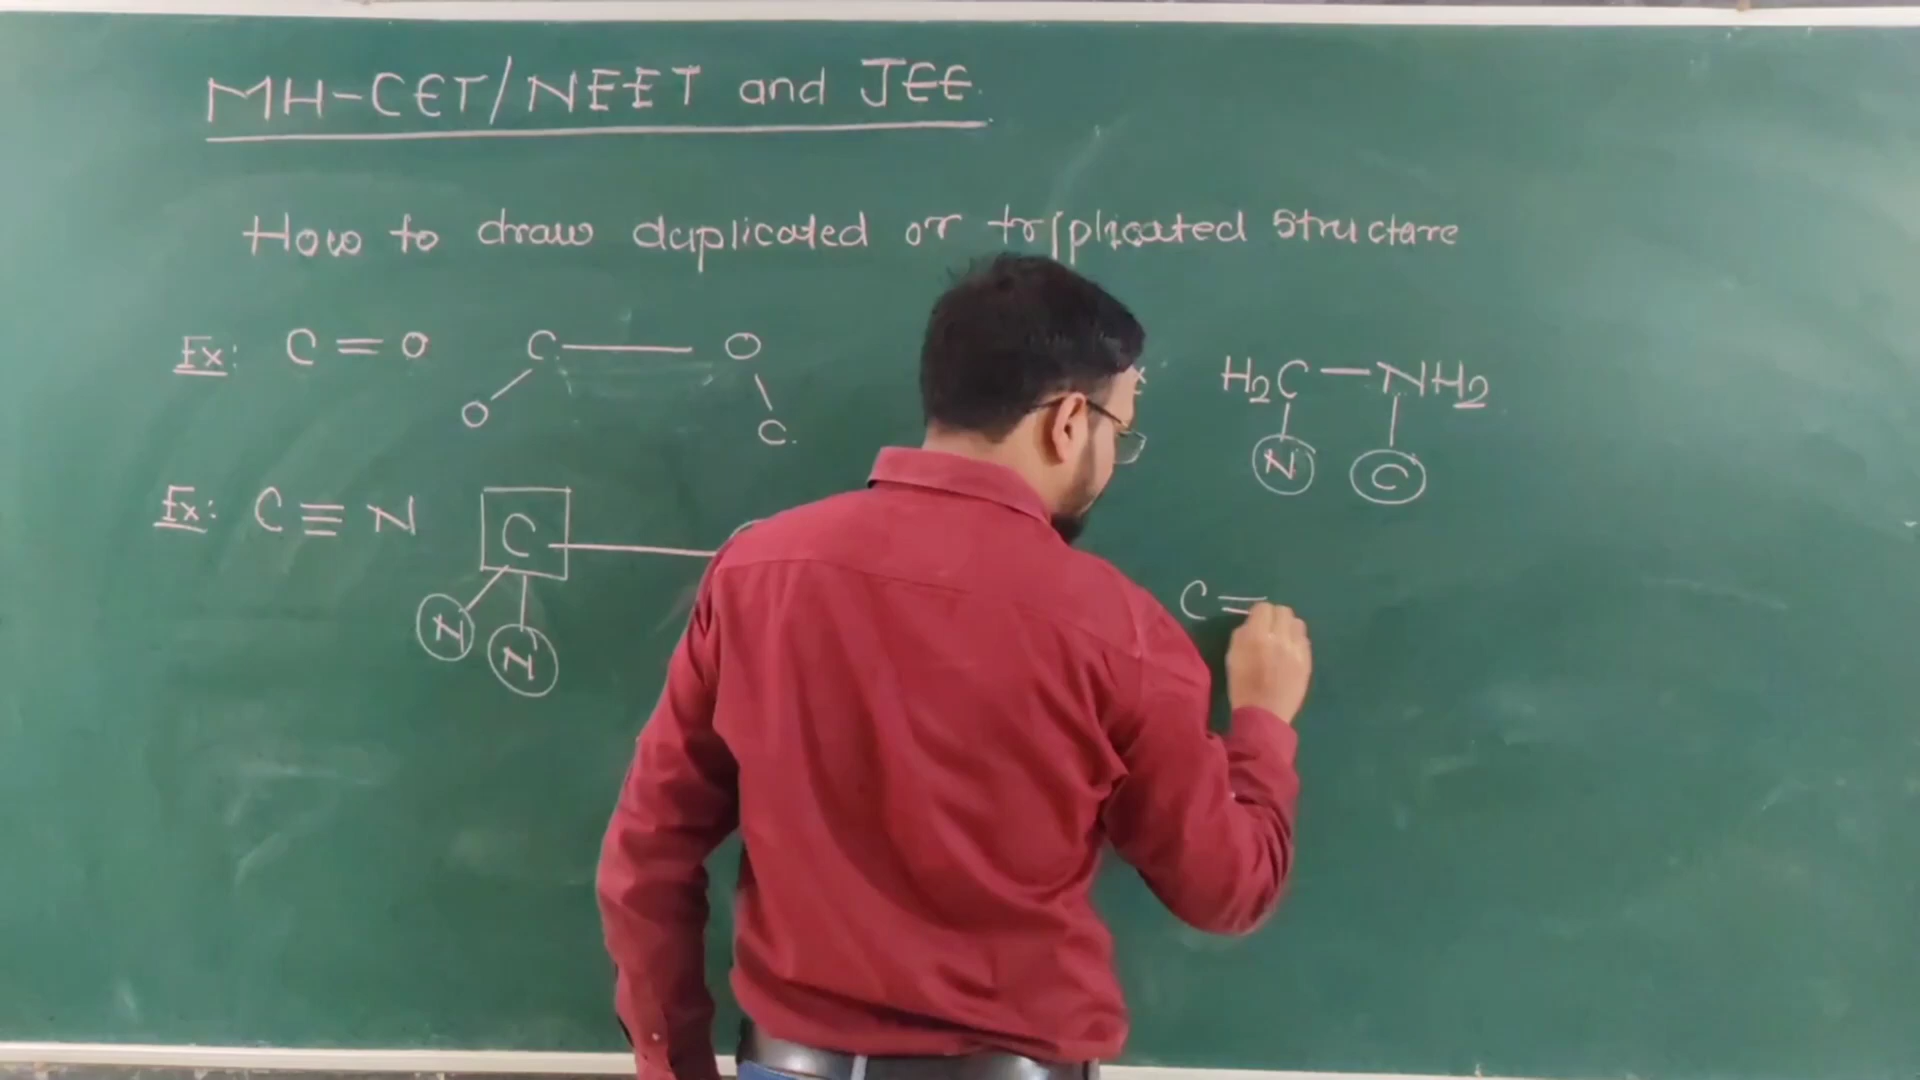 MH-CET/NEET and JEE.
How to draw duplicated or triplicated structure
Ex: C = O C — O
O C.
H2C — NH2
N C
Ex: C ≡ N C
N N
C =